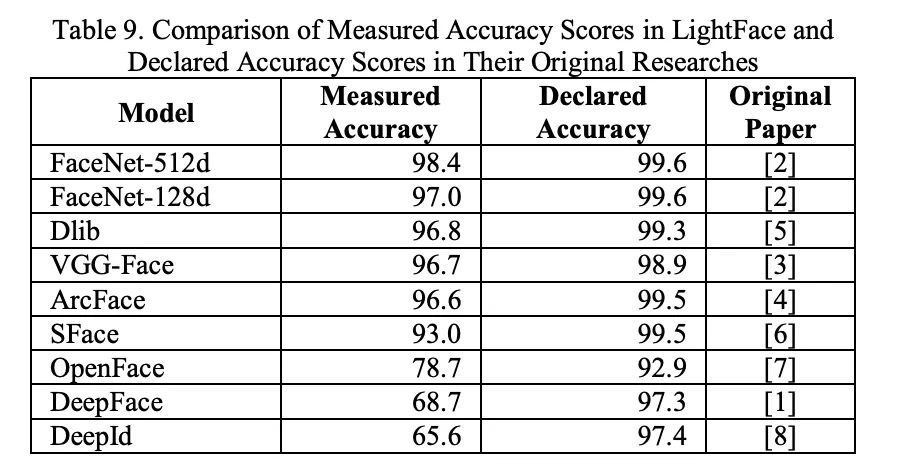 Table 9. Comparison of Measured Accuracy Scores in LightFace and
Declared Accuracy Scores in Their Original Researches
Model Measured Accuracy Declared Accuracy Original Paper
FaceNet-512d 98.4 99.6 [2]
FaceNet-128d 97.0 99.6 [2]
Dlib 96.8 99.3 [5]
VGG-Face 96.7 98.9 [3]
ArcFace 96.6 99.5 [4]
SFace 93.0 99.5 [6]
OpenFace 78.7 92.9 [7]
DeepFace 68.7 97.3 [1]
DeepId 65.6 97.4 [8]